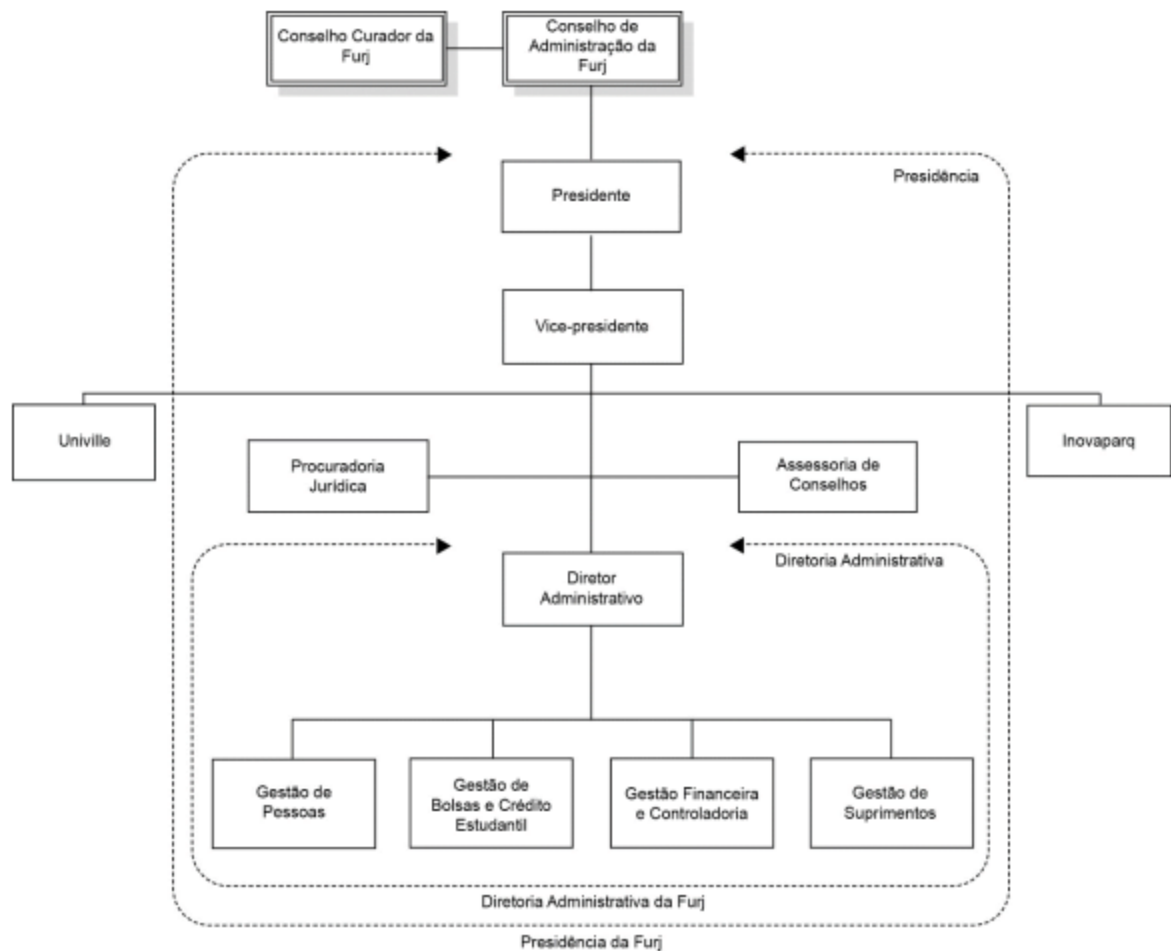 Conselho Curador da
Furj
Conselho de
Administração da
Furj
Presidência
Presidente
Vice-presidente
Univille
Inovaparq
Procuradoria
Jurídica
Assessoria de
Conselhos
Diretoria Administrativa
Diretor
Administrativo
Gestão de
Pessoas
Gestão de
Bolsas e Crédito
Estudantil
Gestão Financeira
e Controladoria
Gestão de
Suprimentos
Diretoria Administrativa da Furj
Presidência da Furj